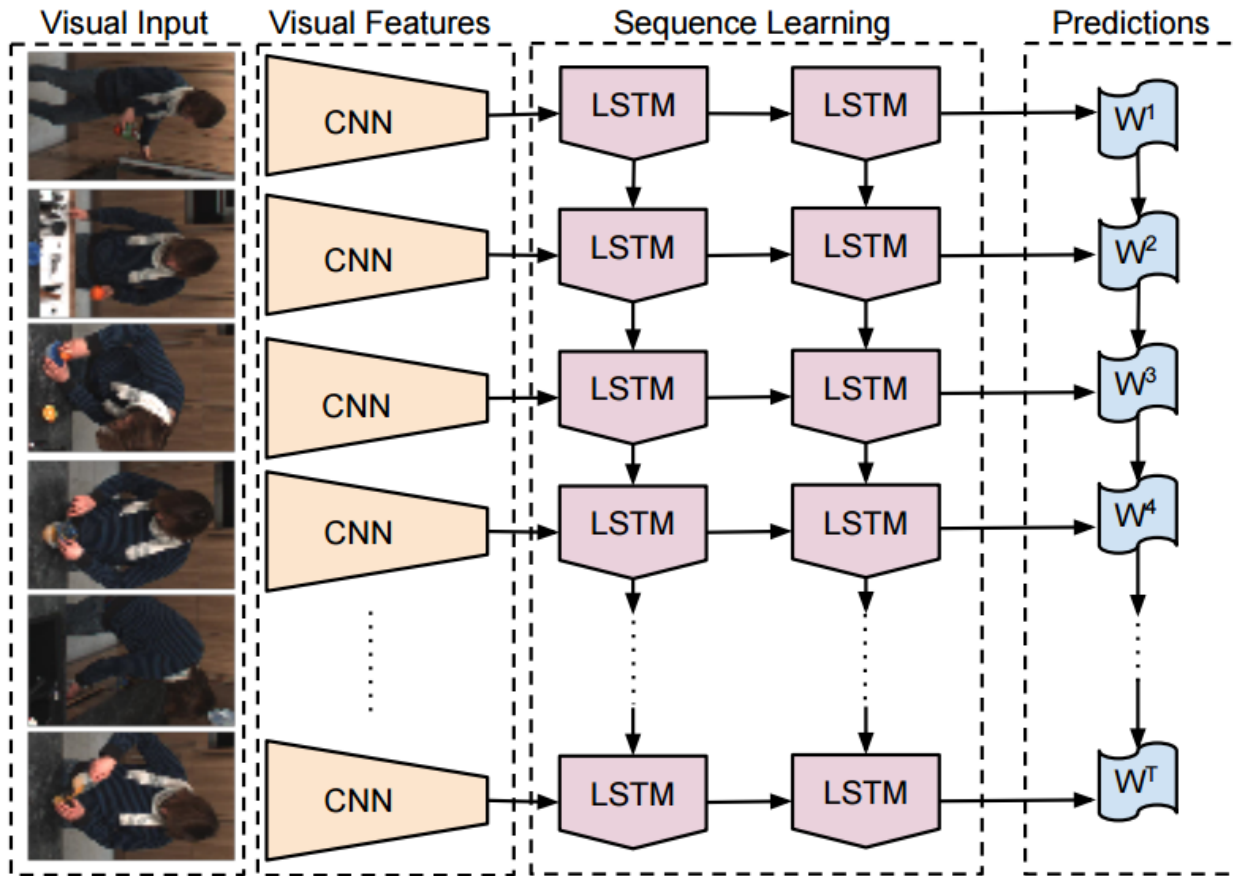 Visual Input Visual Features Sequence Learning Predictions
CNN LSTM LSTM W¹
CNN LSTM LSTM W²
CNN LSTM LSTM W³
CNN LSTM LSTM W⁴
CNN LSTM LSTM Wᵀ